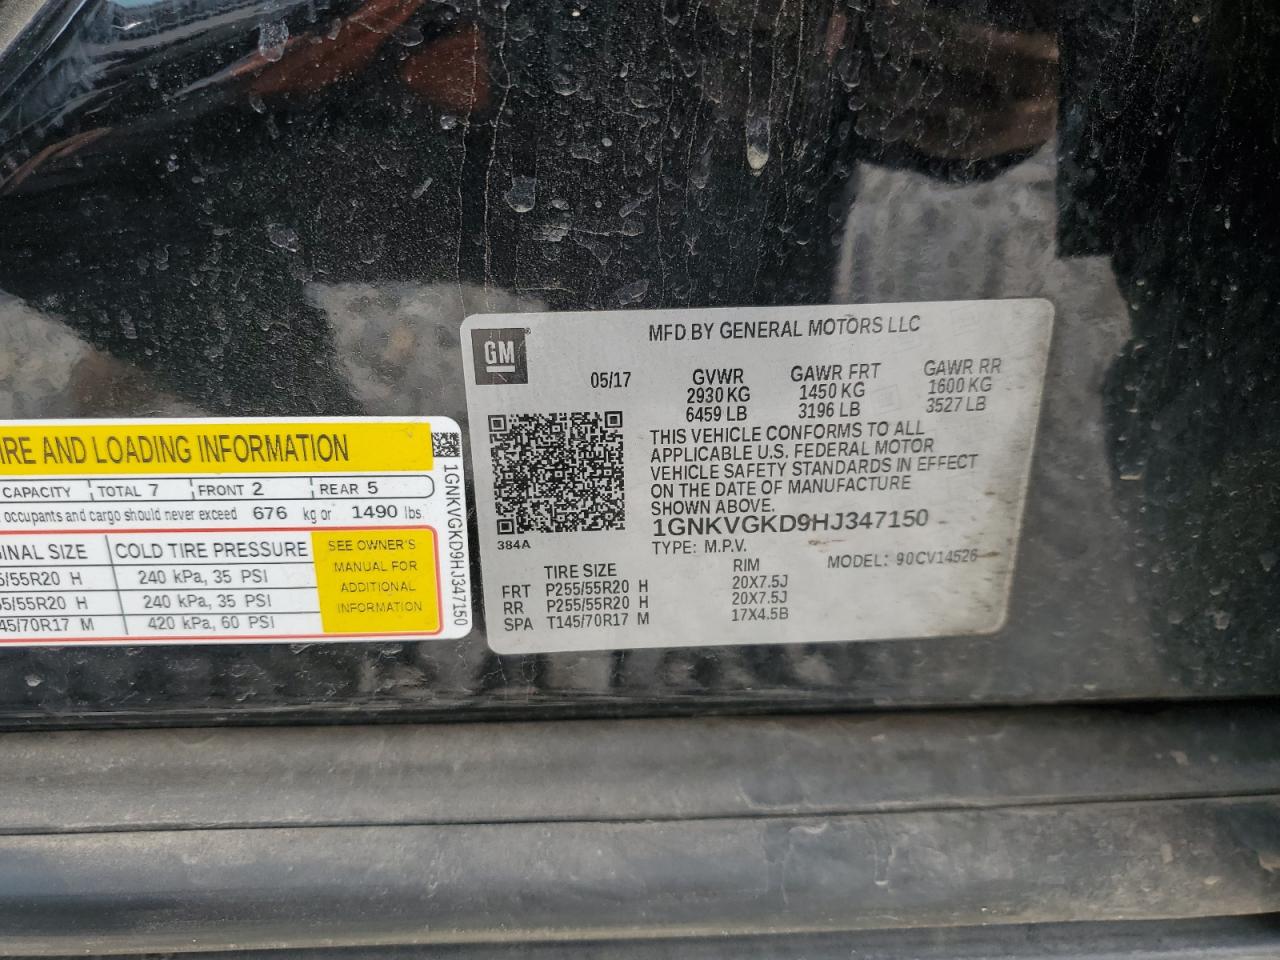 IRE AND LOADING INFORMATION
CAPACITY TOTAL 7 FRONT 2 REAR 5
occupants and cargo should never exceed 676 kg or 1490 lbs.
INAL SIZE COLD TIRE PRESSURE
5/55R20 H 240 kPa, 35 PSI
55/55R20 H 240 kPa, 35 PSI
145/70R17 M 420 kPa, 60 PSI
SEE OWNER'S
MANUAL FOR
ADDITIONAL
INFORMATION
1GNKVGKD9HJ347150
GM
®
MFD BY GENERAL MOTORS LLC
05/17
GVWR GAWR FRT GAWR RR
2930 KG 1450 KG 1600 KG
6459 LB 3196 LB 3527 LB
THIS VEHICLE CONFORMS TO ALL
APPLICABLE U.S. FEDERAL MOTOR
VEHICLE SAFETY STANDARDS IN EFFECT
ON THE DATE OF MANUFACTURE
SHOWN ABOVE.
1GNKVGKD9HJ347150
384A
TYPE: M.P.V. MODEL: 90CV14526
TIRE SIZE RIM
FRT P255/55R20 H 20X7.5J
RR P255/55R20 H 20X7.5J
SPA T145/70R17 M 17X4.5B